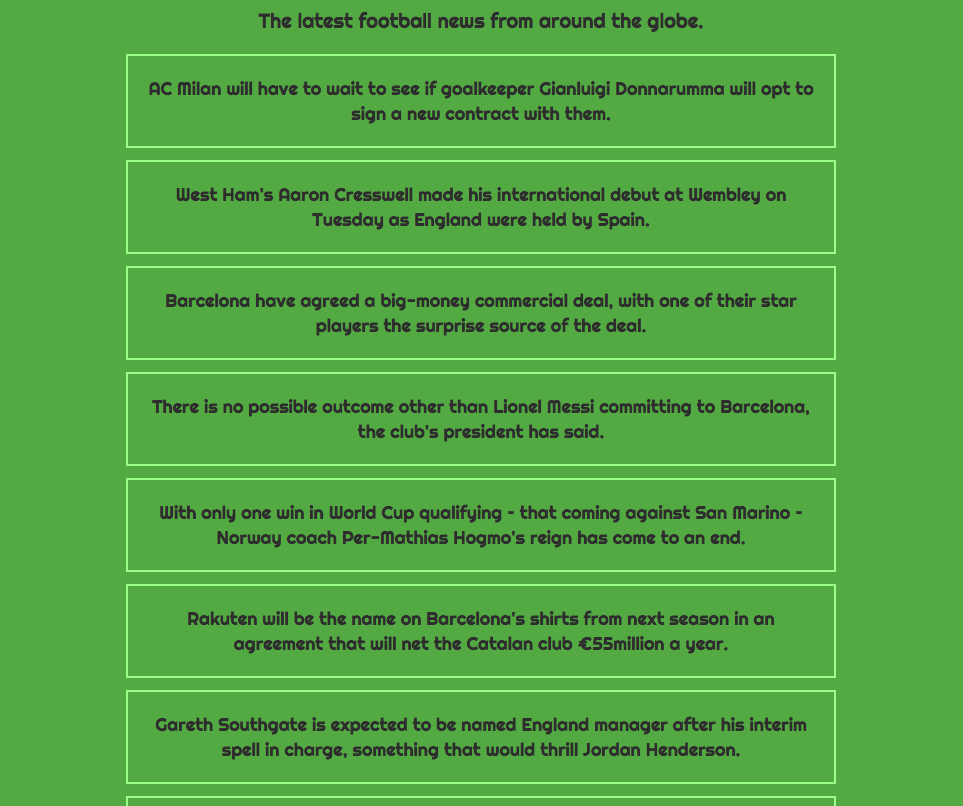 The latest football news from around the globe.
AC Milan will have to wait to see if goalkeeper Gianluigi Donnarumma will opt to
sign a new contract with them.
West Ham's Aaron Cresswell made his international debut at Wembley on
Tuesday as England were held by Spain.
Barcelona have agreed a big-money commercial deal, with one of their star
players the surprise source of the deal.
There is no possible outcome other than Lionel Messi committing to Barcelona,
the club's president has said.
With only one win in World Cup qualifying - that coming against San Marino -
Norway coach Per-Mathias Hogmo's reign has come to an end.
Rakuten will be the name on Barcelona's shirts from next season in an
agreement that will net the Catalan club €55million a year.
Gareth Southgate is expected to be named England manager after his interim
spell in charge, something that would thrill Jordan Henderson.